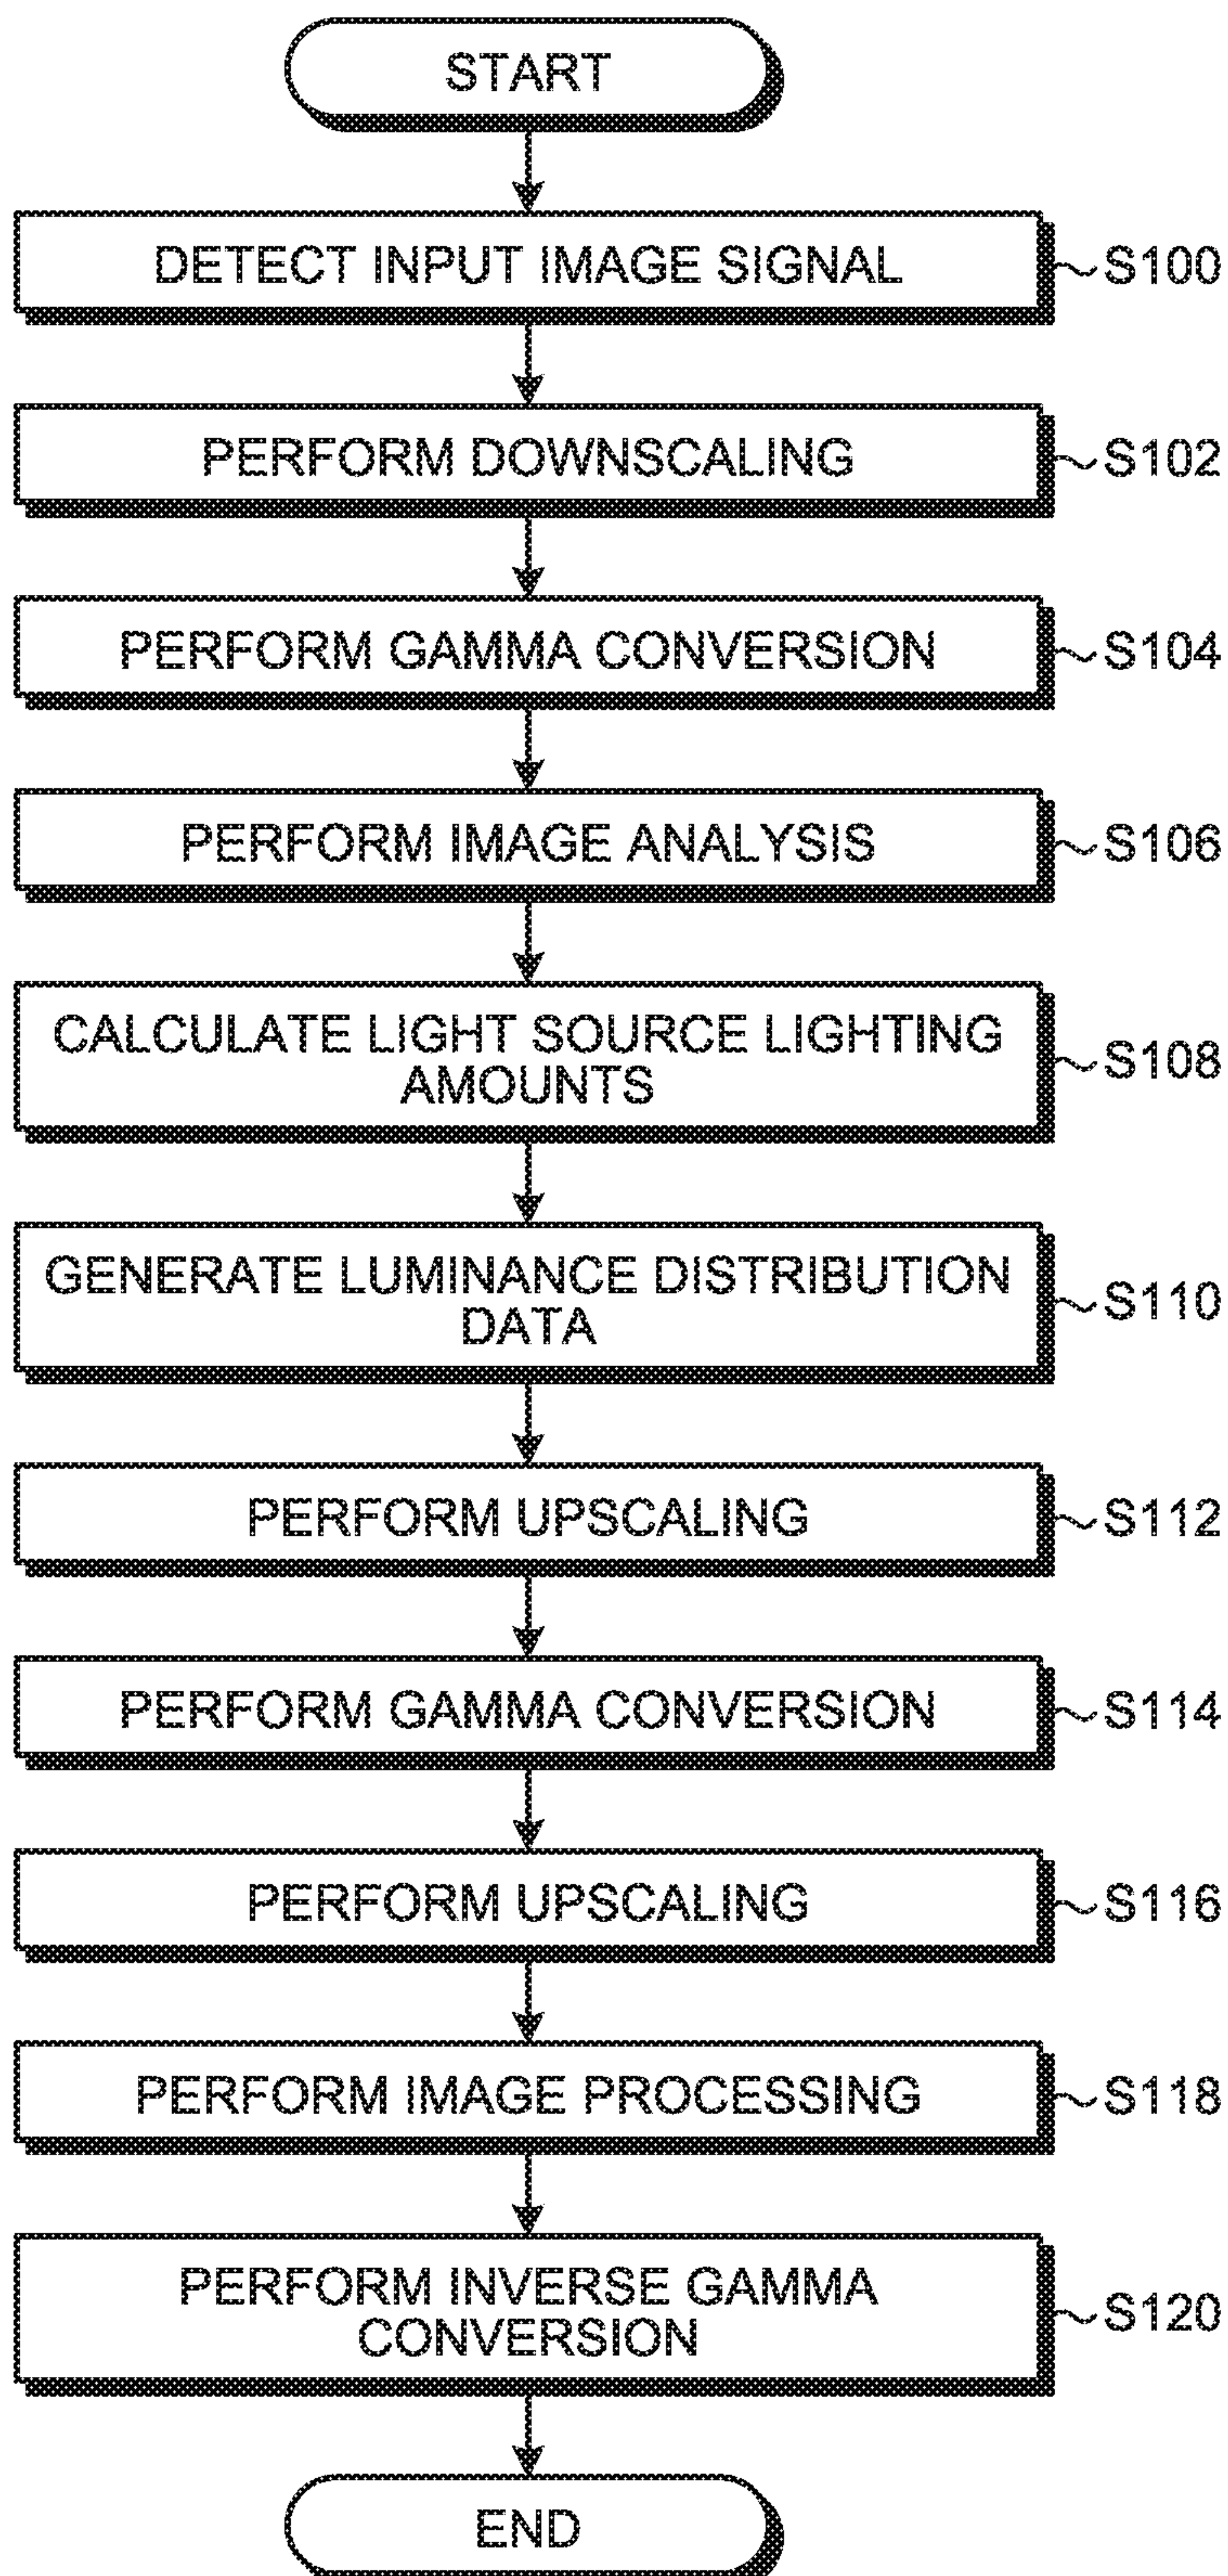 START
DETECT INPUT IMAGE SIGNAL
S100
PERFORM DOWNSCALING
S102
PERFORM GAMMA CONVERSION
S104
PERFORM IMAGE ANALYSIS
S106
CALCULATE LIGHT SOURCE LIGHTING
AMOUNTS
S108
GENERATE LUMINANCE DISTRIBUTION
DATA
S110
PERFORM UPSCALING
S112
PERFORM GAMMA CONVERSION
S114
PERFORM UPSCALING
S116
PERFORM IMAGE PROCESSING
S118
PERFORM INVERSE GAMMA
CONVERSION
S120
END